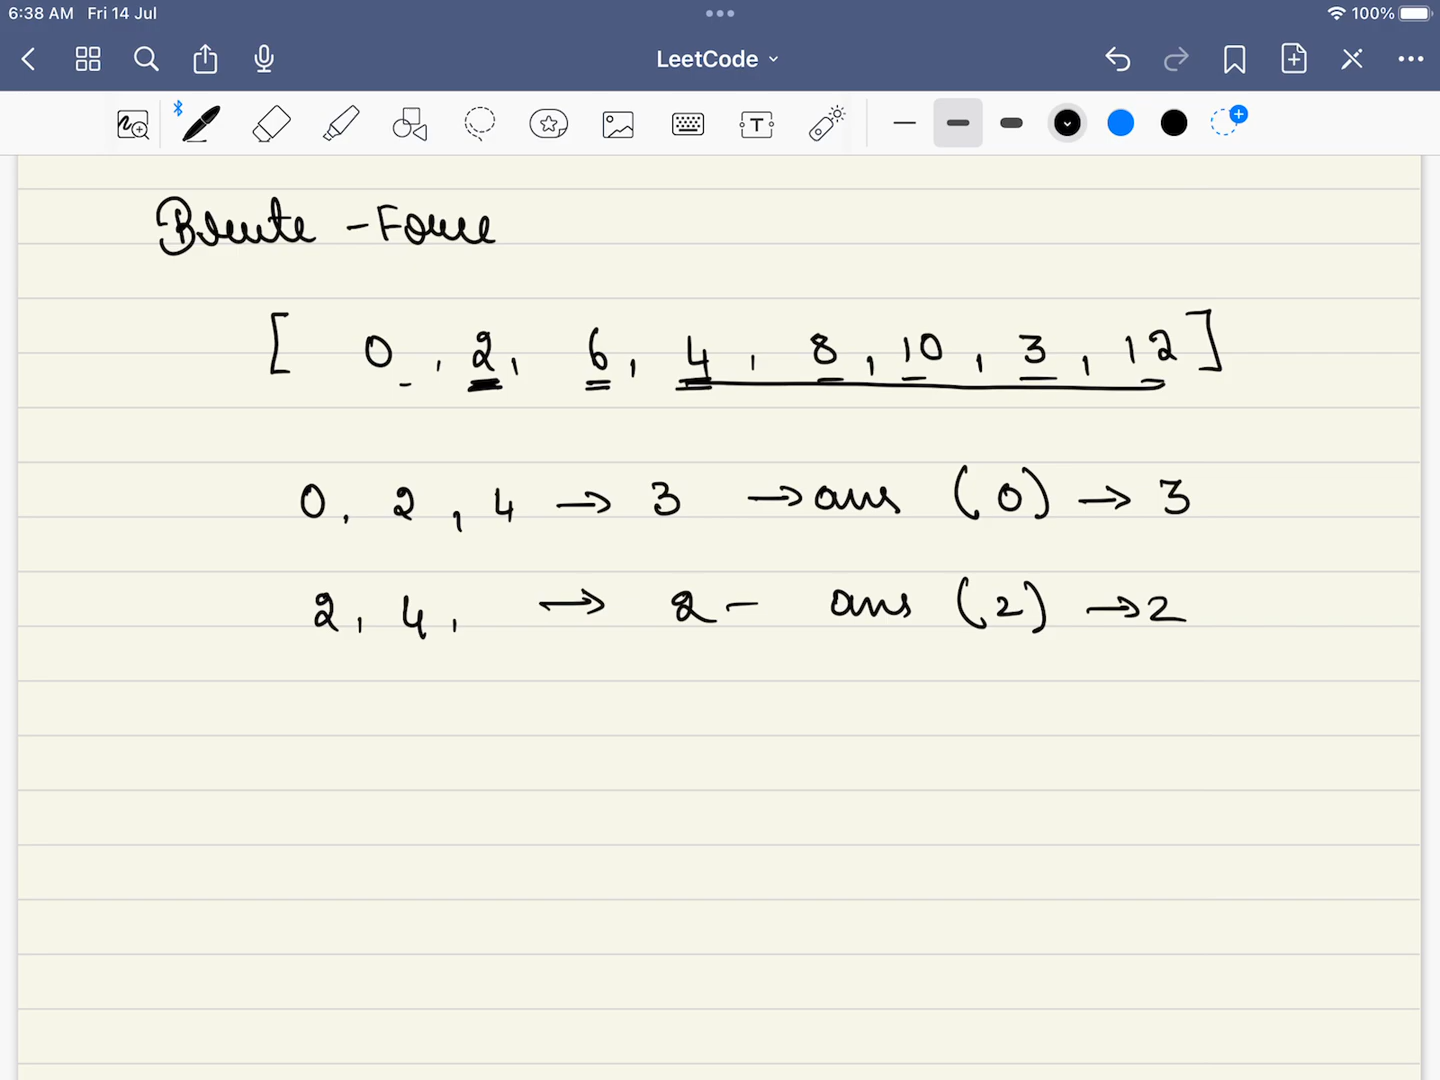 6:38 AM Fri 14 Jul 100%
LeetCode
Brute - Force
[ 0 , 2, 6, 4, 8, 10, 3, 12 ]
0, 2, 4 → 3 → ans (0) → 3
2, 4, → 2 - ans (2) → 2